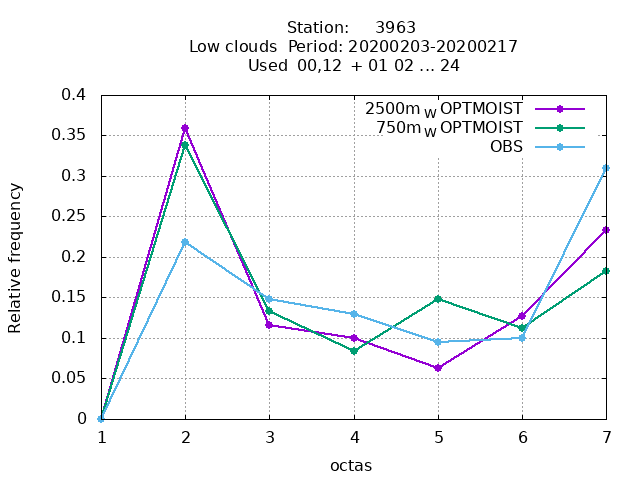 Station: 3963
Low clouds Period: 20200203-20200217
Used 00,12 + 01 02 ... 24
2500m W OPTMOIST
750m W OPTMOIST
OBS
Relative frequency
0.4
0.35
0.3
0.25
0.2
0.15
0.1
0.05
0
1 2 3 4 5 6 7
octas